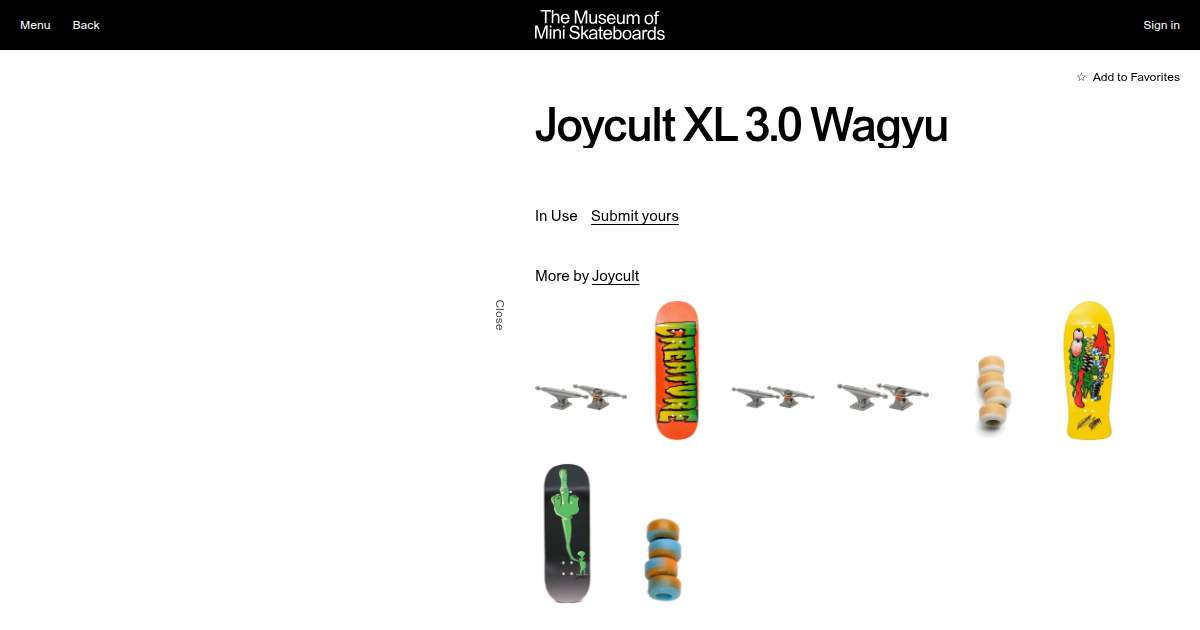 Menu
Back
The Museum of
Mini Skateboards
Sign in
☆ Add to Favorites
Joycult XL 3.0 Wagyu
In Use Submit yours
More by Joycult
Close
CREATURE